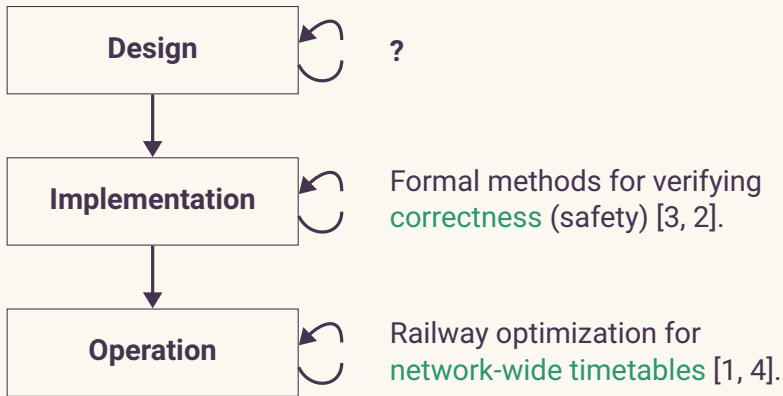 Design
?
Implementation
Formal methods for verifying
correctness (safety) [3, 2].
Operation
Railway optimization for
network-wide timetables [1, 4].